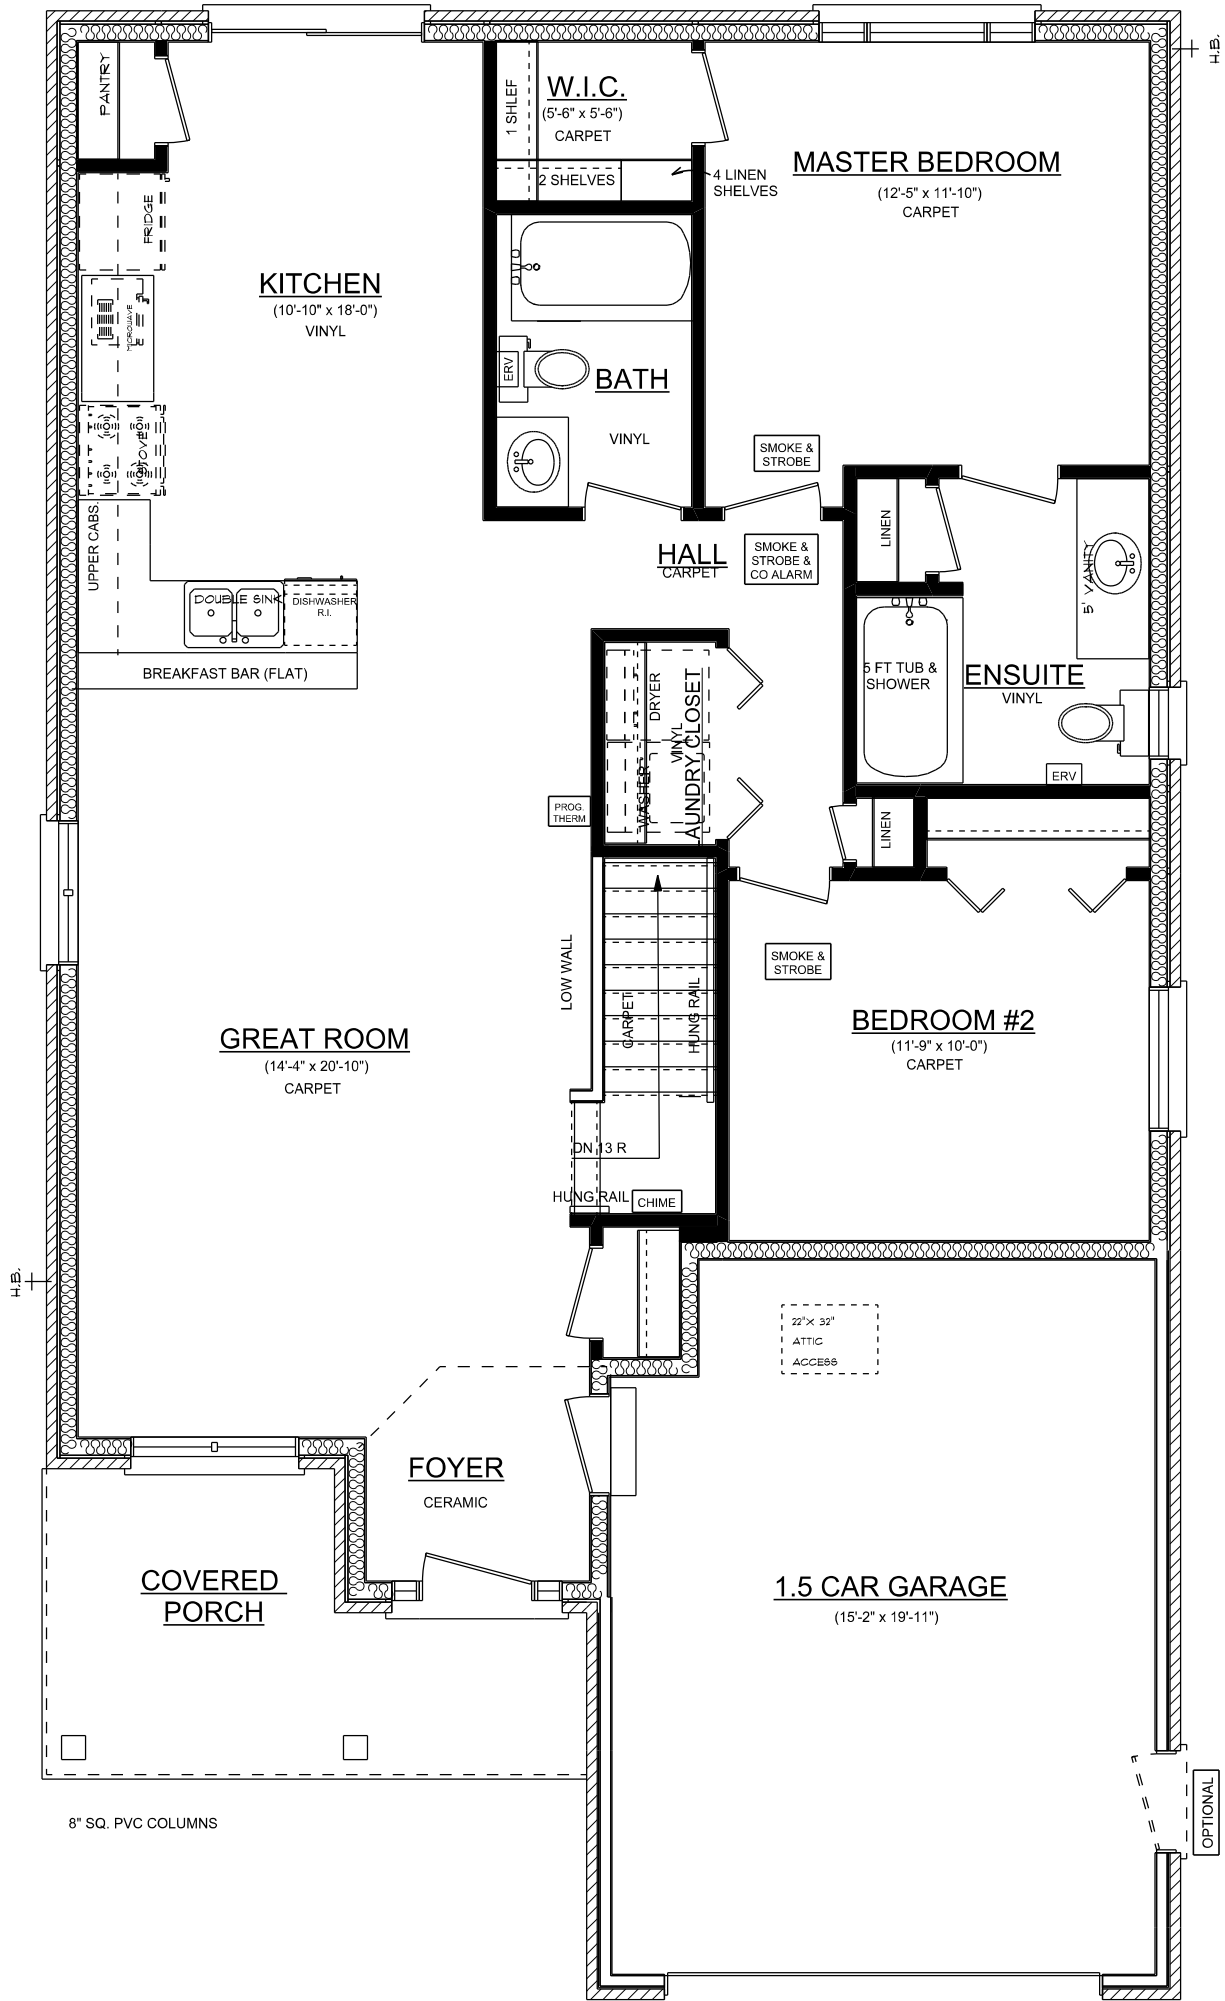 H.B.
PANTRY
1 SHLEF
W.I.C.
(5'-6" x 5'-6")
CARPET
2 SHELVES
4 LINEN
SHELVES
MASTER BEDROOM
(12'-5" x 11'-10")
CARPET
FRIDGE
KITCHEN
(10'-10" x 18'-0")
VINYL
MICROWAVE
ERV
BATH
VINYL
STOVE
SMOKE &
STROBE
UPPER CABS.
HALL
CARPET
SMOKE &
STROBE &
CO ALARM
LINEN
5' VANITY
DOUBLE SINK
DISHWASHER
R.I.
BREAKFAST BAR (FLAT)
5 FT TUB &
SHOWER
ENSUITE
VINYL
ERV
DRYER
VINYL
AUNDRY CLOSET
WASHER
PROG.
THERM
LINEN
LOW WALL
CARPET
HUNG RAIL
SMOKE &
STROBE
BEDROOM #2
(11'-9" x 10'-0")
CARPET
GREAT ROOM
(14'-4" x 20'-10")
CARPET
DN 13 R
HUNG RAIL
CHIME
H.B.
22"X 32"
ATTIC
ACCESS
FOYER
CERAMIC
COVERED
PORCH
1.5 CAR GARAGE
(15'-2" x 19'-11")
OPTIONAL
8" SQ. PVC COLUMNS